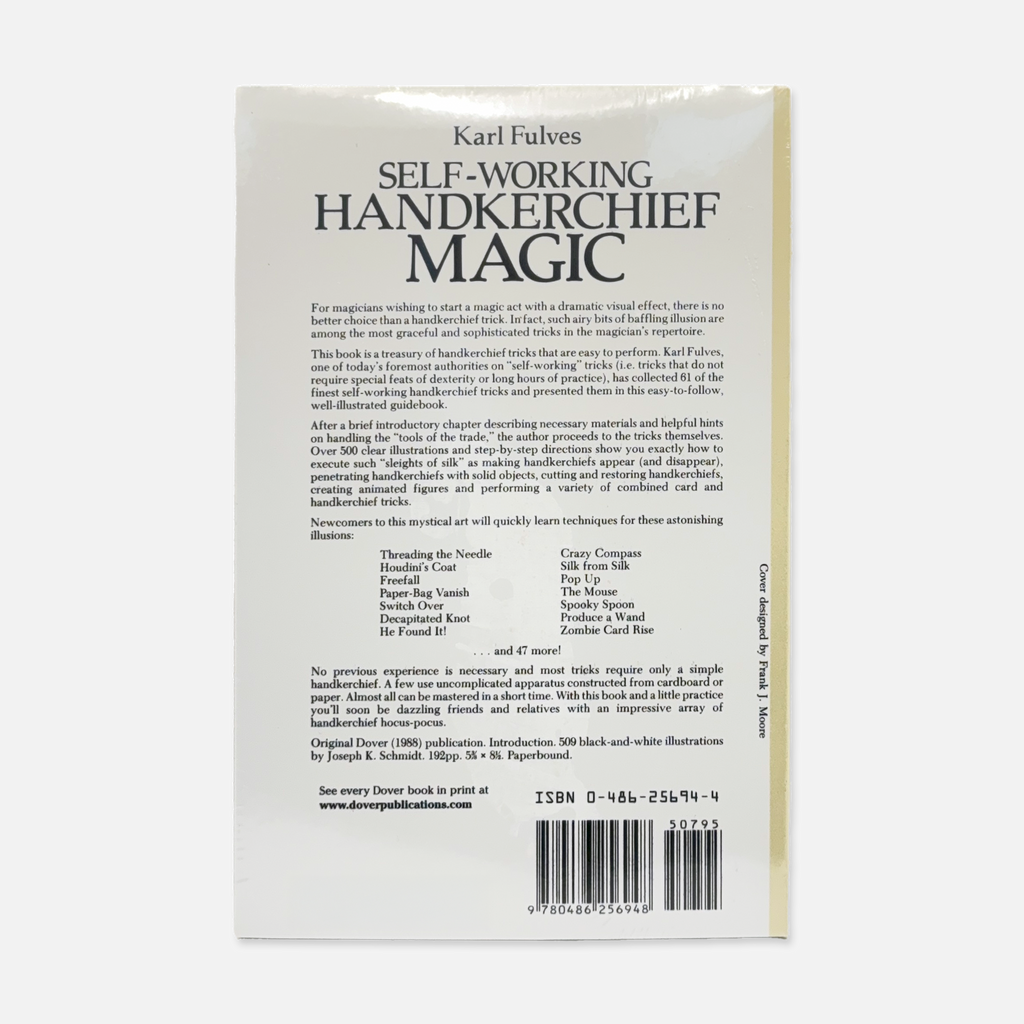 Karl Fulves
SELF-WORKING
HANDKERCHIEF
MAGIC
For magicians wishing to start a magic act with a dramatic visual effect, there is no
better choice than a handkerchief trick. In fact, such airy bits of baffling illusion are
among the most graceful and sophisticated tricks in the magician's repertoire.
This book is a treasury of handkerchief tricks that are easy to perform. Karl Fulves,
one of today's foremost authorities on "self-working" tricks (i.e. tricks that do not
require special feats of dexterity or long hours of practice), has collected 61 of the
finest self-working handkerchief tricks and presented them in this easy-to-follow,
well-illustrated guidebook.
After a brief introductory chapter describing necessary materials and helpful hints
on handling the "tools of the trade," the author proceeds to the tricks themselves.
Over 500 clear illustrations and step-by-step directions show you exactly how to
execute such "sleights of silk" as making handkerchiefs appear (and disappear),
penetrating handkerchiefs with solid objects, cutting and restoring handkerchiefs,
creating animated figures and performing a variety of combined card and
handkerchief tricks.
Newcomers to this mystical art will quickly learn techniques for these astonishing
illusions:
Threading the Needle
Houdini's Coat
Freefall
Paper-Bag Vanish
Switch Over
Decapitated Knot
He Found It!
Crazy Compass
Silk from Silk
Pop Up
The Mouse
Spooky Spoon
Produce a Wand
Zombie Card Rise
. . . and 47 more!
No previous experience is necessary and most tricks require only a simple
handkerchief. A few use uncomplicated apparatus constructed from cardboard or
paper. Almost all can be mastered in a short time. With this book and a little practice
you'll soon be dazzling friends and relatives with an impressive array of
handkerchief hocus-pocus.
Original Dover (1988) publication. Introduction. 509 black-and-white illustrations
by Joseph K. Schmidt. 192pp. 5⅜ × 8½. Paperbound.
See every Dover book in print at
www.doverpublications.com
ISBN 0-486-25694-4
50795
9 780486 256948
Cover designed by Frank J. Moore